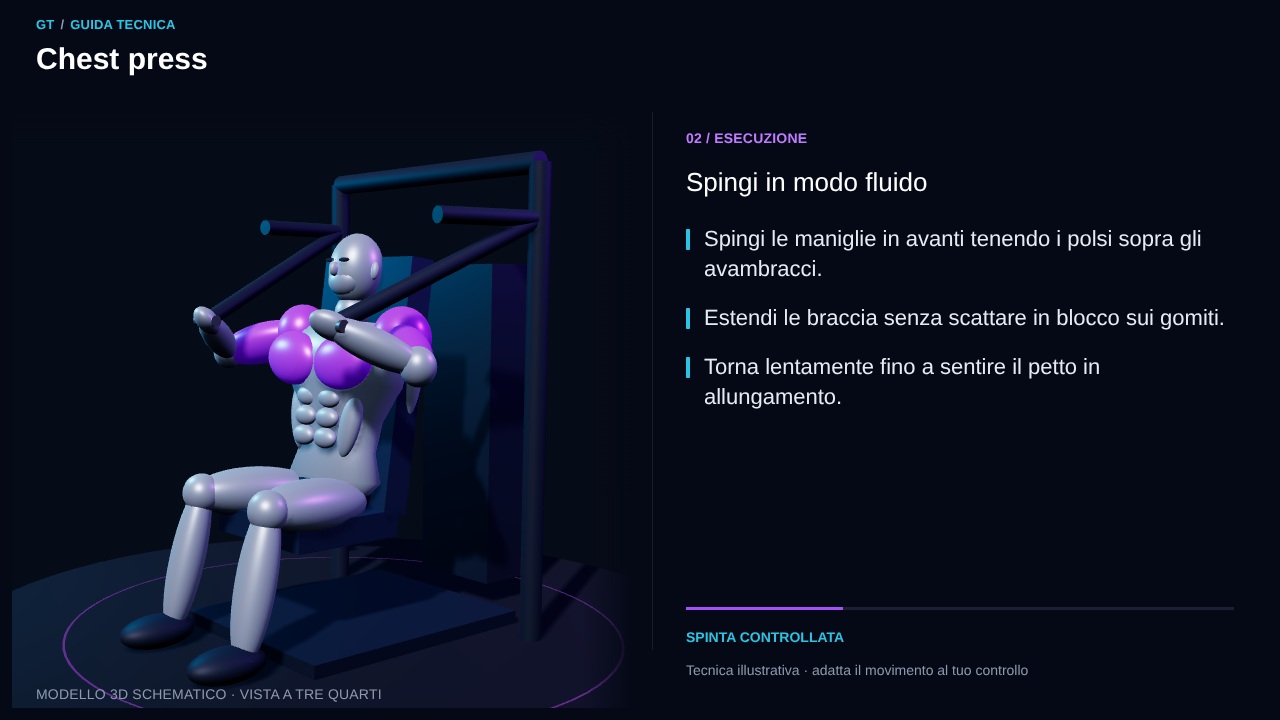 GT / GUIDA TECNICA
Chest press
02 / ESECUZIONE
Spingi in modo fluido
Spingi le maniglie in avanti tenendo i polsi sopra gli
avambracci.
Estendi le braccia senza scattare in blocco sui gomiti.
Torna lentamente fino a sentire il petto in
allungamento.
SPINTA CONTROLLATA
Tecnica illustrativa · adatta il movimento al tuo controllo
MODELLO 3D SCHEMATICO · VISTA A TRE QUARTI